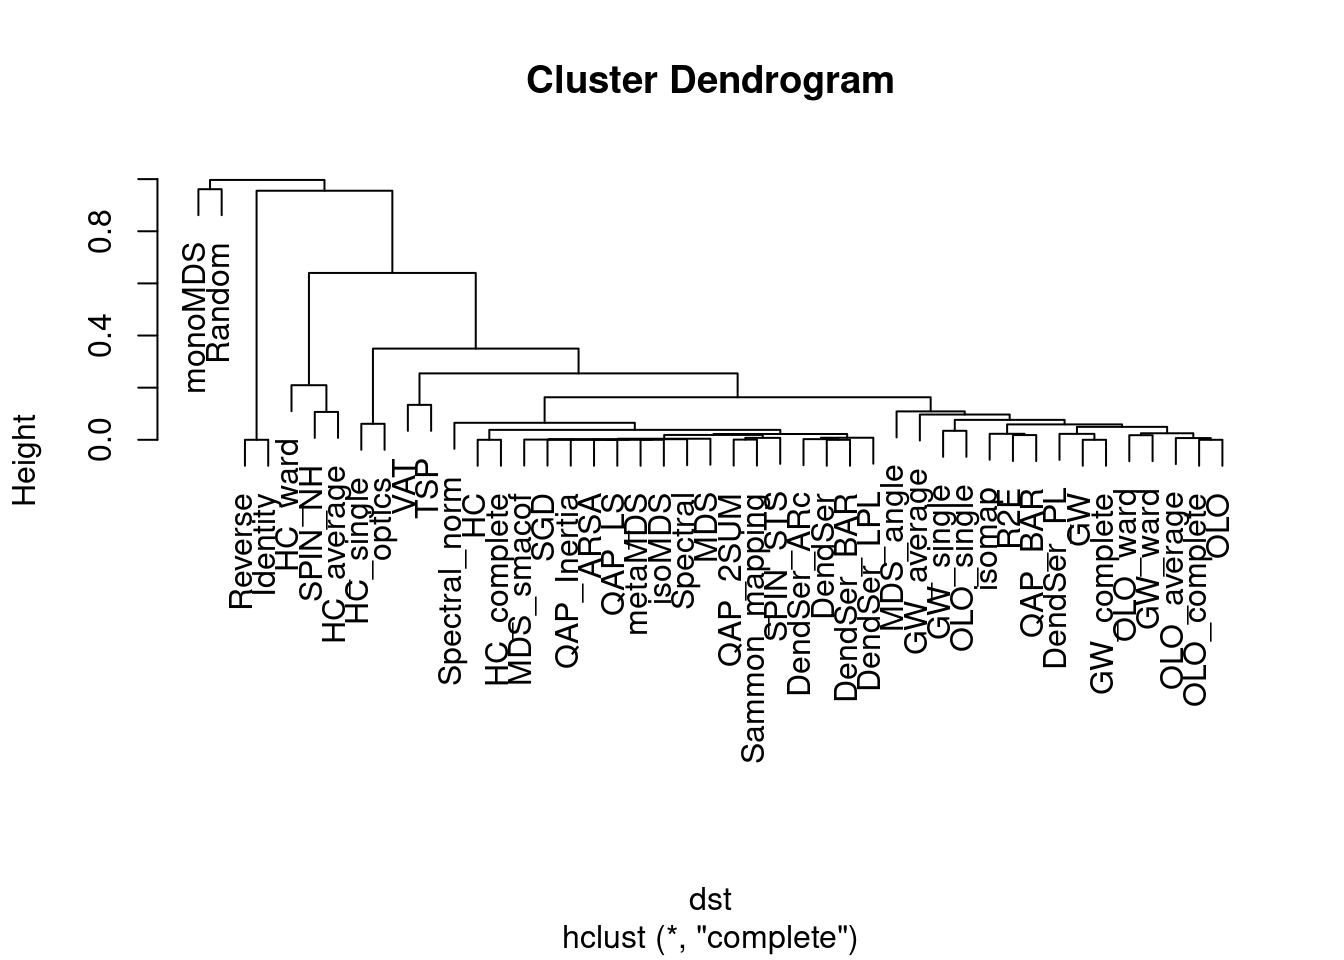 Cluster Dendrogram
Height
0.0
0.4
0.8
monoMDS
Random
Reverse
Identity
HC_ward
SPIN_NH
HC_average
HC_single
_optics
VAT
TSP
Spectral_norm
HC
HC_complete
MDS_smacof
SGD
QAP_Inertia
_ARSA
QAP_LS
metaMDS
isoMDS
Spectral
MDS
QAP_2SUM
Sammon_mapping
SPIN_STS
DendSer_ARc
DendSer
DendSer_BAR
DendSer_LPL
MDS_angle
GW_average
GW_single
OLO_single
isomap
R2E
QAP_BAR
DendSer_PL
GW
GW_complete
OLO_ward
GW_ward
OLO_average
OLO_complete
OLO
dst
hclust (*, "complete")